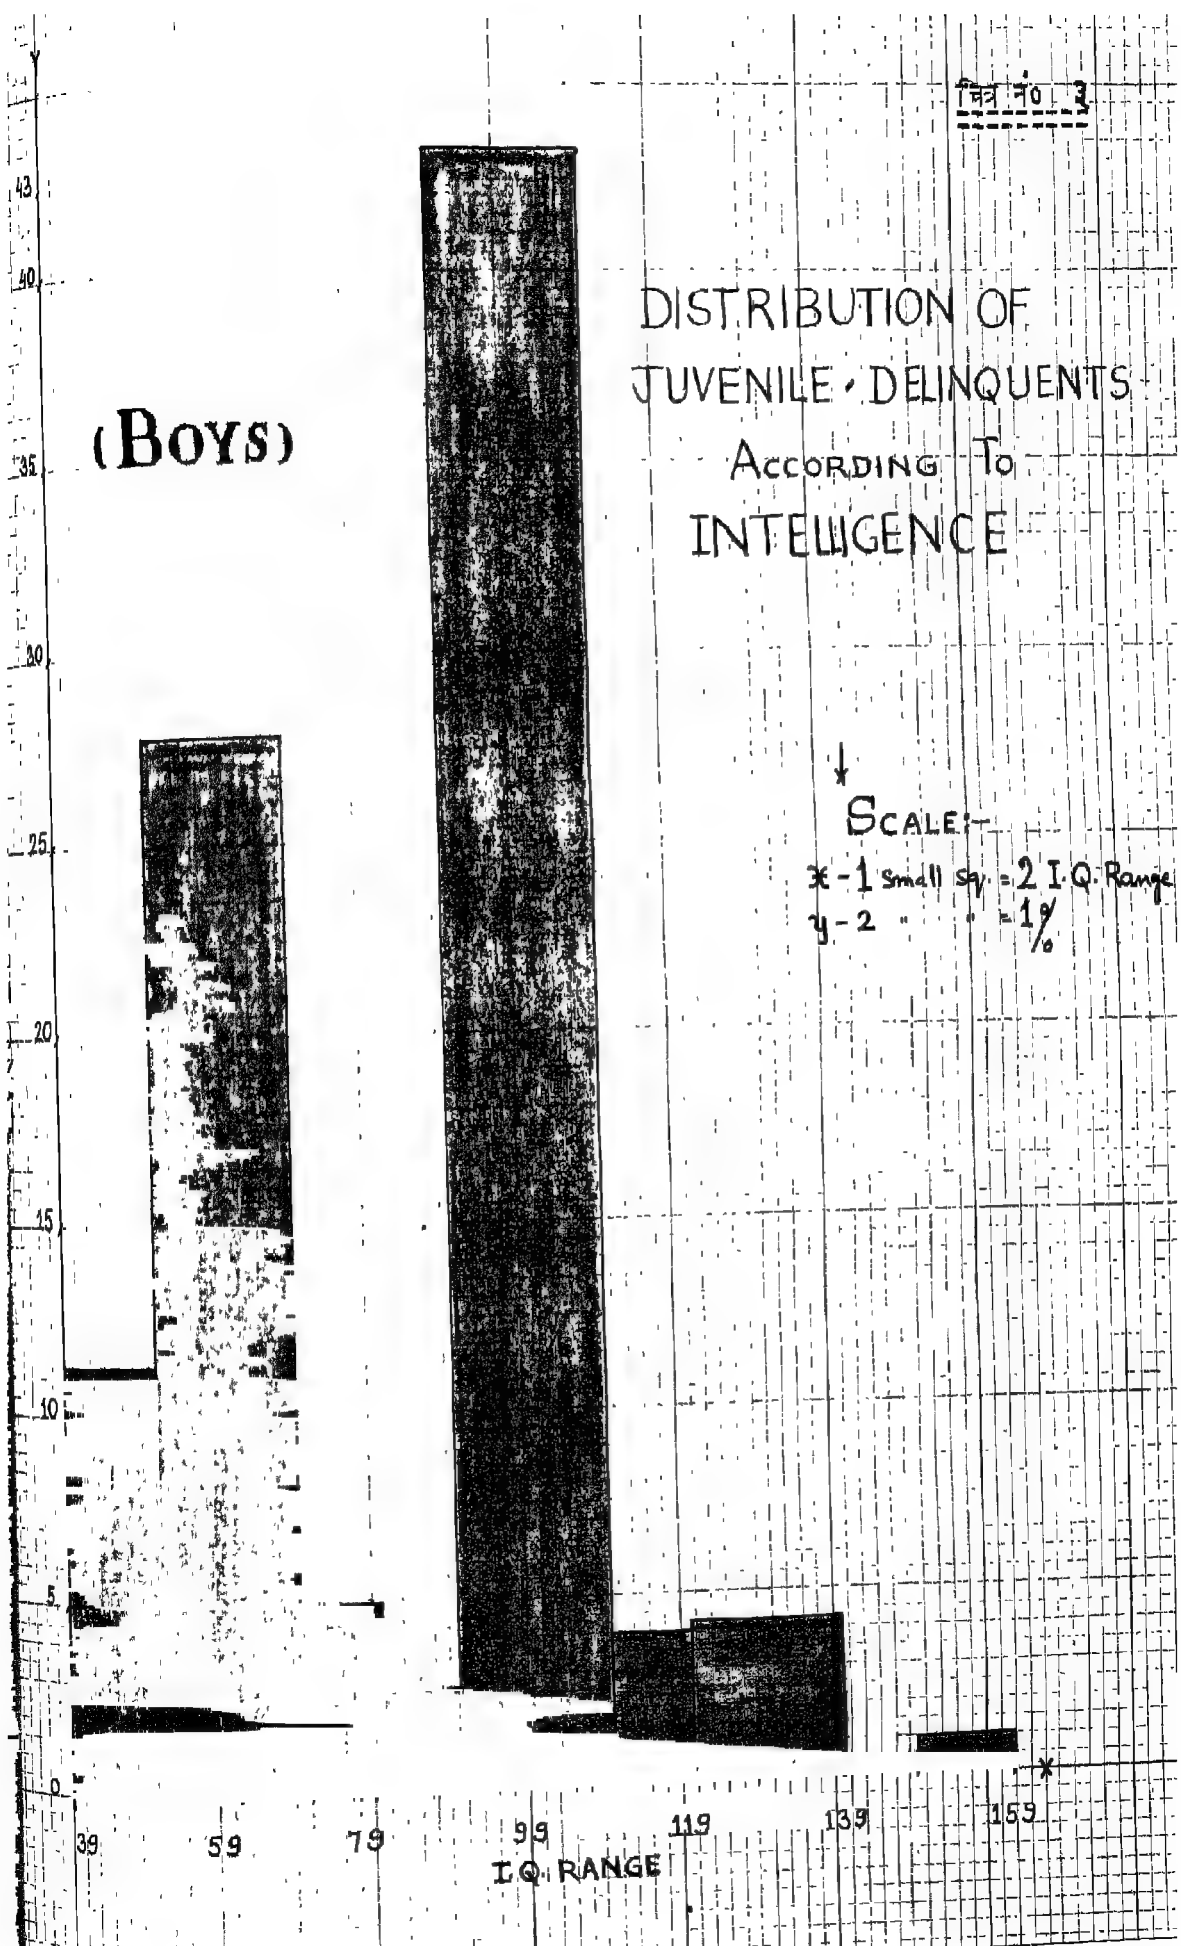 Y
चित्र नं० 3
43
40
DISTRIBUTION OF
JUVENILE · DELINQUENTS
(BOYS)
35
ACCORDING TO
INTELLIGENCE
30
SCALE:-
25
x - 1 small sq. = 2 I.Q. Range
y - 2 " " = 1%
20
15
10
5
0
39 59 79 99 119 139 159
I.Q. RANGE